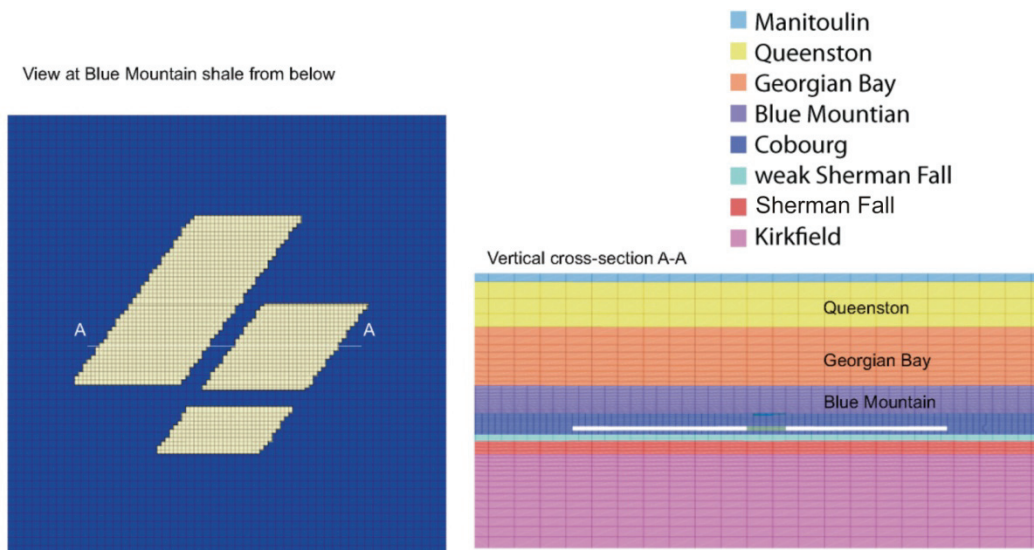 Manitoulin
Queenston
Georgian Bay
Blue Mountian
Cobourg
weak Sherman Fall
Sherman Fall
Kirkfield
View at Blue Mountain shale from below
A A
Vertical cross-section A-A
Queenston
Georgian Bay
Blue Mountain